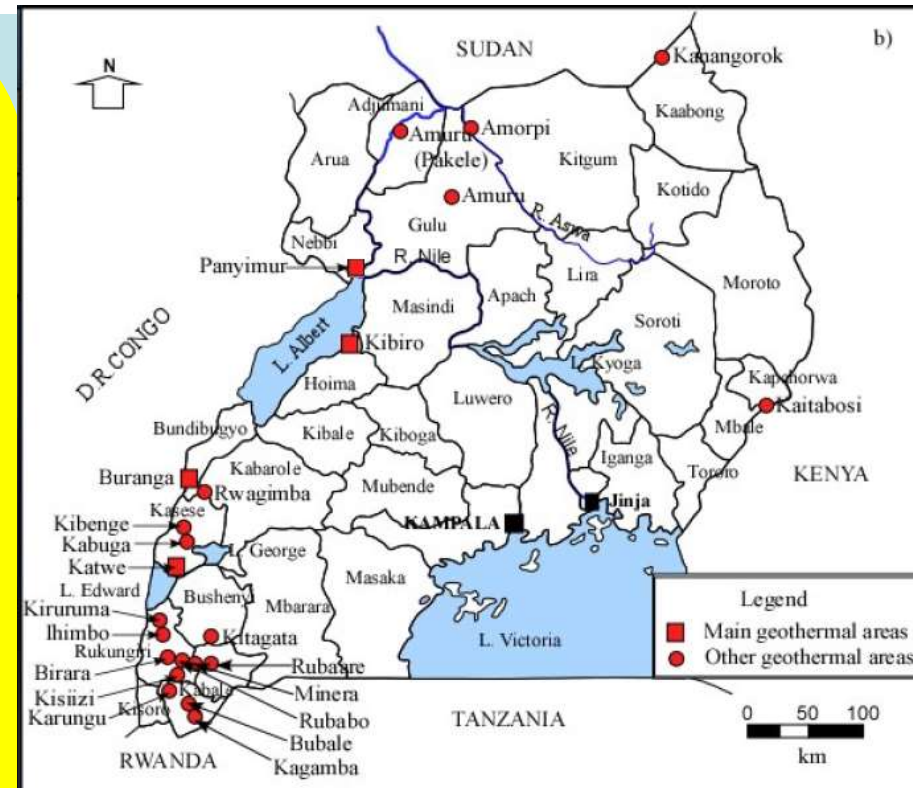 b)
SUDAN
N
Kanangorok
Kaabong
Adjumani
Amuru
(Pakele)
Amorpi
Arua
Kitgum
Kotido
Amuru
Gulu
R. Aswa
Nebbi
R. Nile
Panyimur
Lira
Moroto
Masindi
Apach
Soroti
D.R.CONGO
L. Albert
Kibiro
L. Kyoga
Hoima
Kapchorwa
Kaitabosi
Luwero
Bundibugyo
Kibale
Kiboga
R. Nile
Mbale
Iganga
Buranga
Kabarole
Tororo
KENYA
Rwagimba
Mubende
Kasese
Jinja
Kibenge
KAMPALA
Kabuga
L. George
Katwe
Masaka
L. Edward
Bushenyi
Mbarara
Kiruruma
Ihimbo
Kitagata
L. Victoria
Rukungiri
Birara
Rubaare
Kisiizi
Kabale
Minera
Karungu
Kisoro
Rubabo
Bubale
Kagamba
RWANDA
TANZANIA
Legend
Main geothermal areas
Other geothermal areas
0 50 100
km